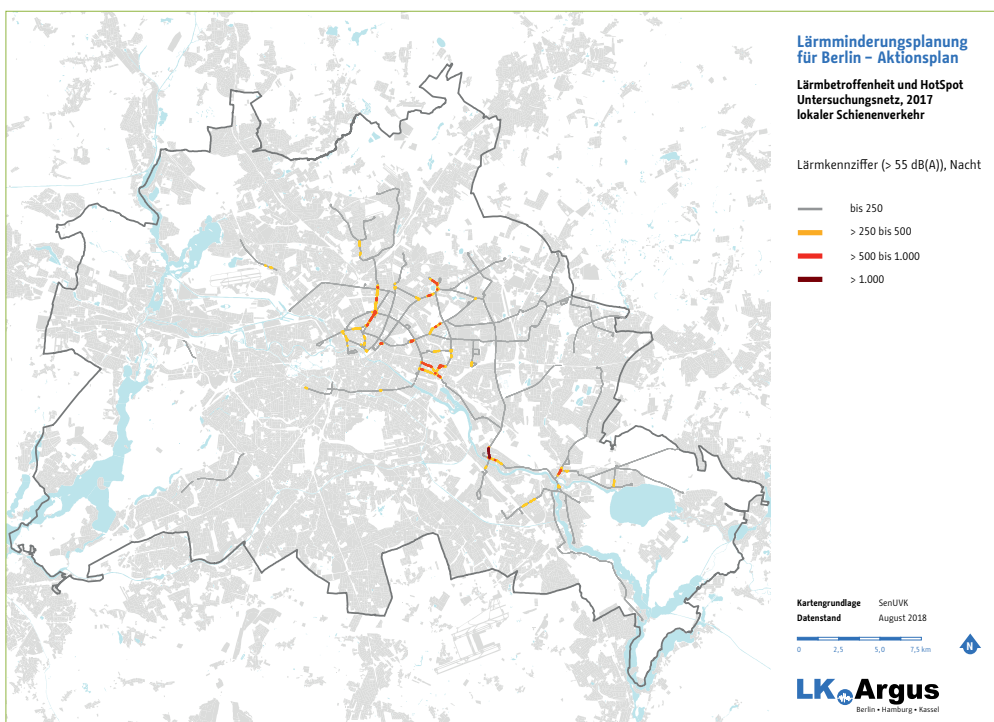 Lärmminderungsplanung
für Berlin – Aktionsplan
Lärmbetroffenheit und HotSpot
Untersuchungsnetz, 2017
lokaler Schienenverkehr
Lärmkennziffer (> 55 dB(A)), Nacht
bis 250
> 250 bis 500
> 500 bis 1.000
> 1.000
Kartengrundlage SenUVK
Datenstand August 2018
0 2,5 5,0 7,5 km
N
LK Argus
Berlin • Hamburg • Kassel